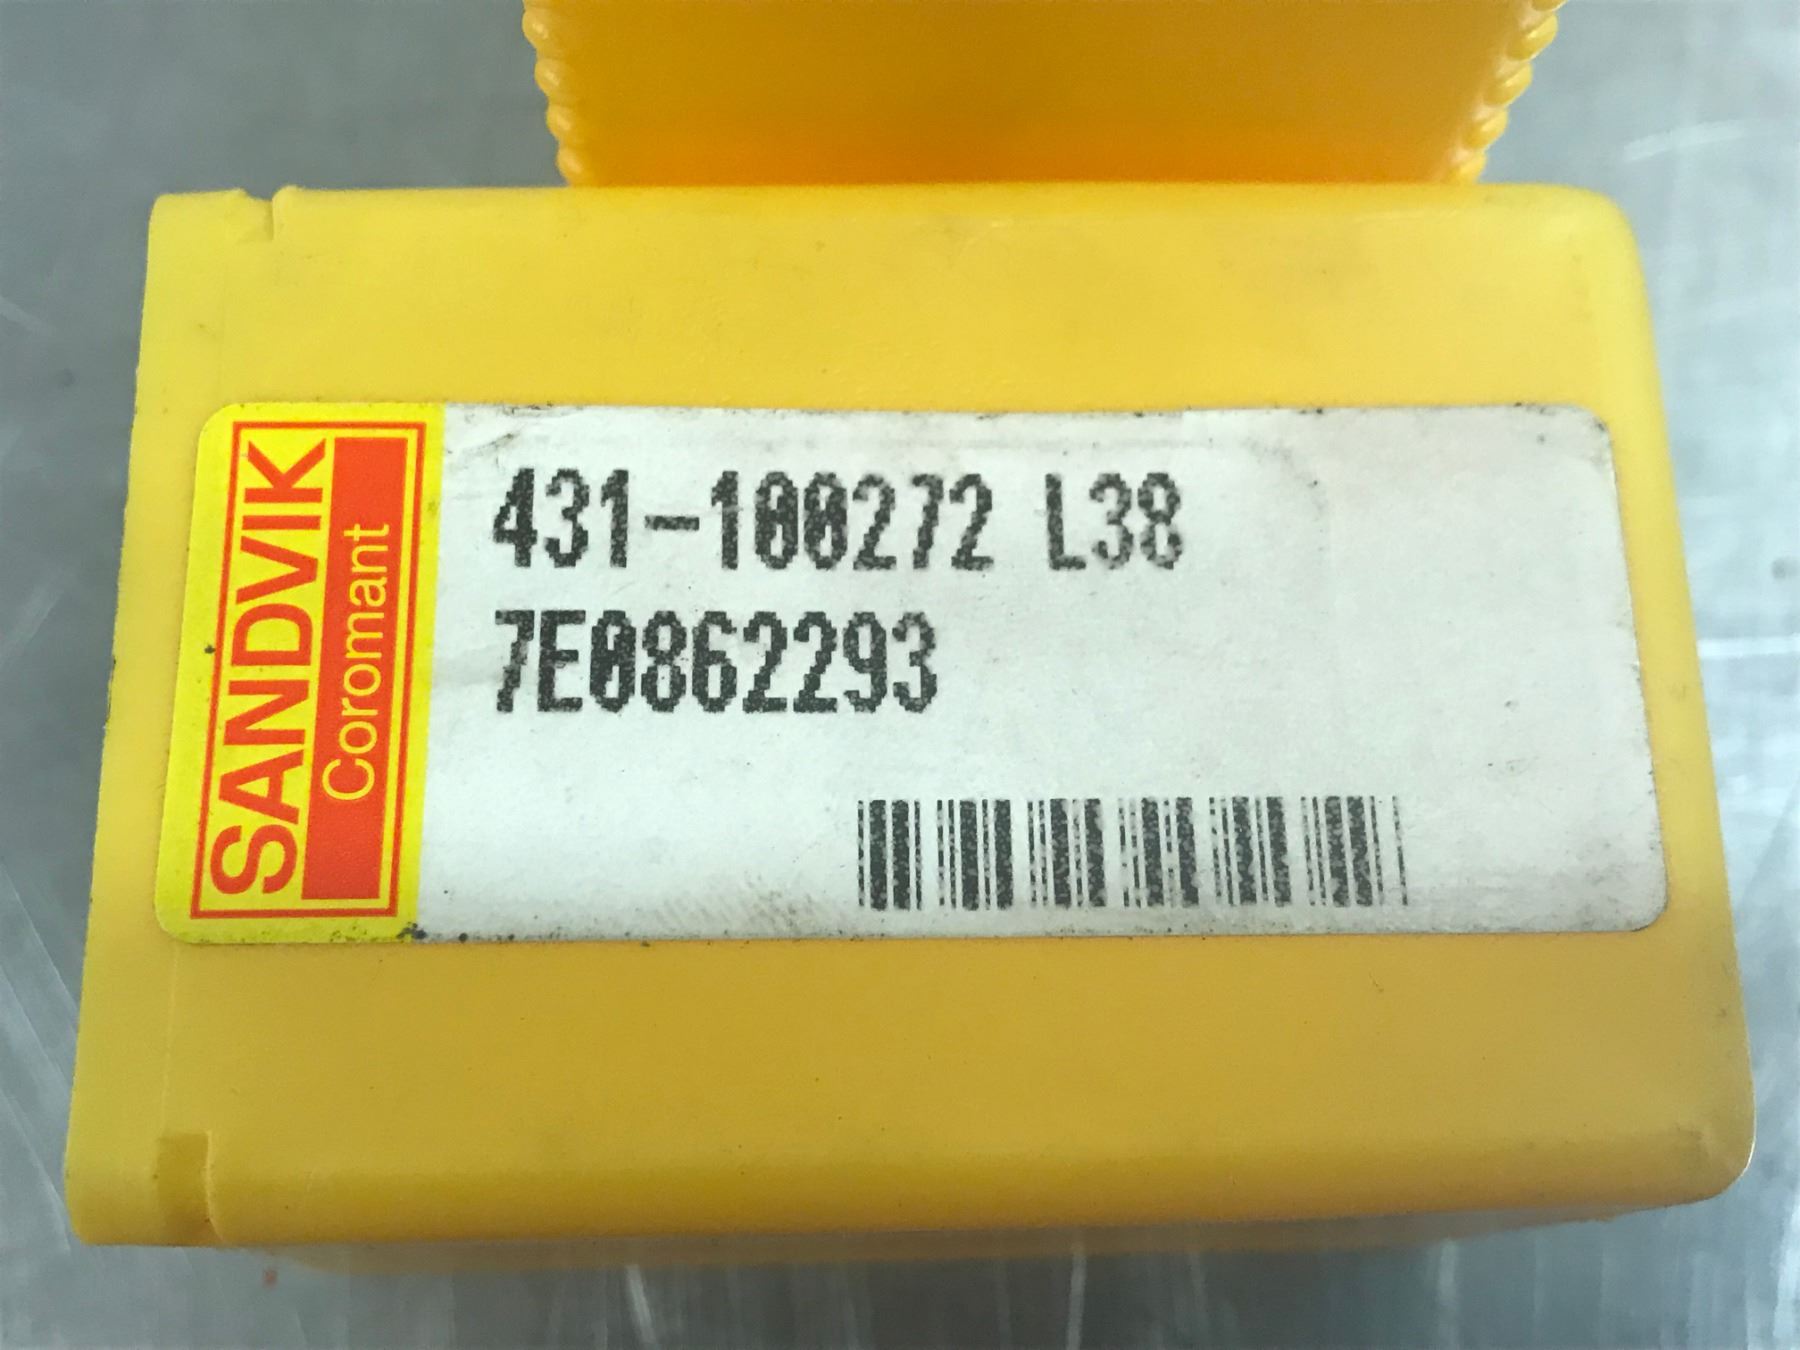 SANDVIK
Coromant
431-100272 L38
7E0862293